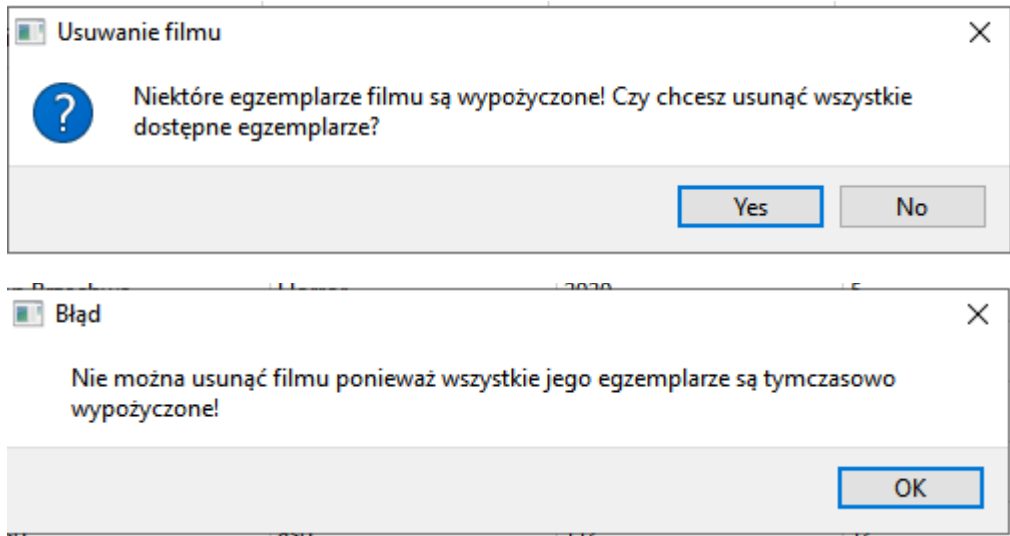 Usuwanie filmu
?
Niektóre egzemplarze filmu są wypożyczone! Czy chcesz usunąć wszystkie
dostępne egzemplarze?
Yes No
Błąd
Nie można usunąć filmu ponieważ wszystkie jego egzemplarze są tymczasowo
wypożyczone!
OK